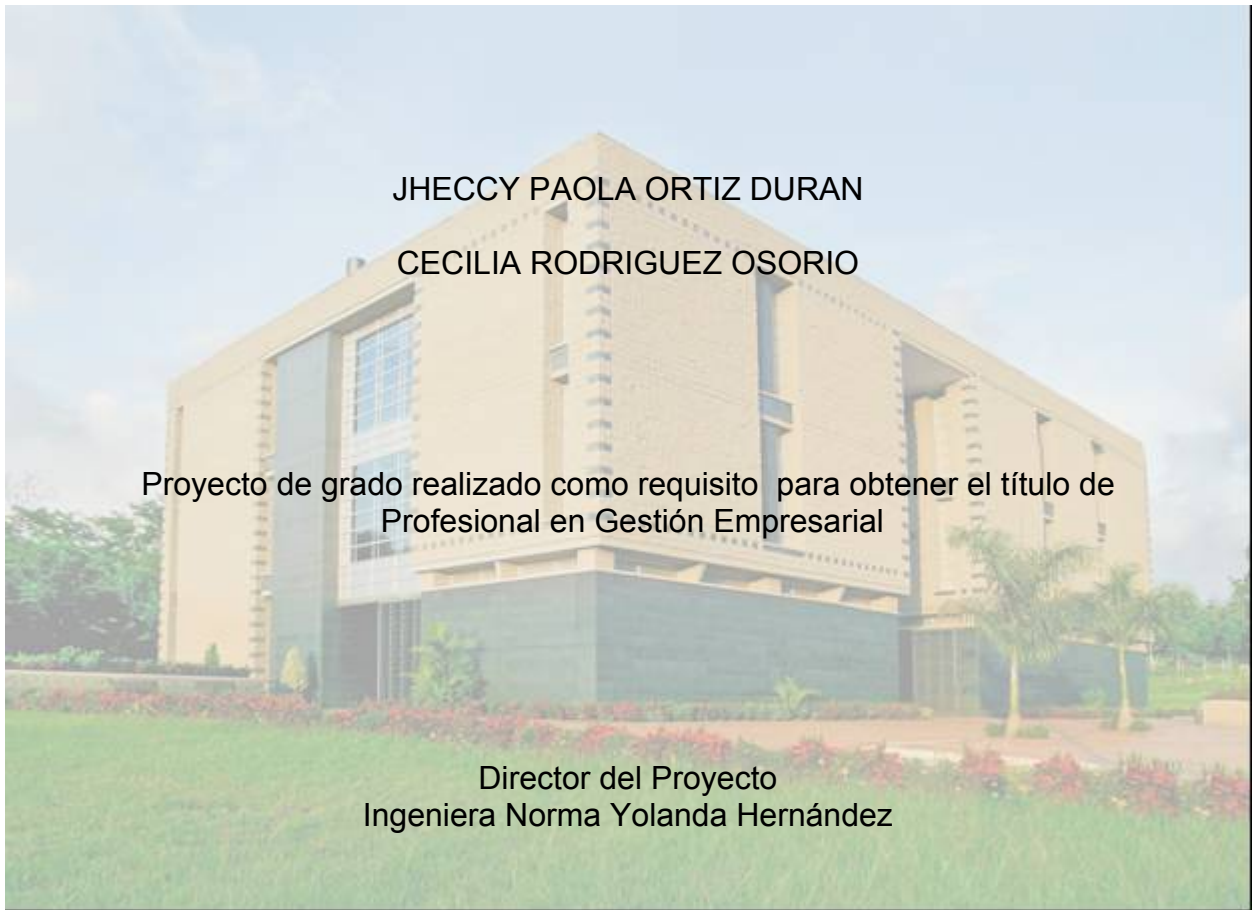 JHECCY PAOLA ORTIZ DURAN
CECILIA RODRIGUEZ OSORIO
Proyecto de grado realizado como requisito para obtener el título de
Profesional en Gestión Empresarial
Director del Proyecto
Ingeniera Norma Yolanda Hernández